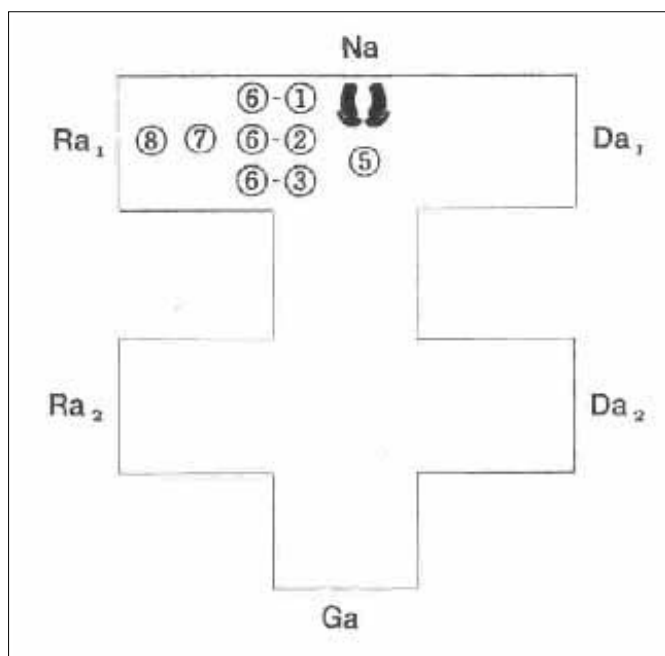 Na
⑥-①
Ra₁ ⑧ ⑦ ⑥-② ⑤ Da₁
⑥-③
Ra₂ Da₂
Ga